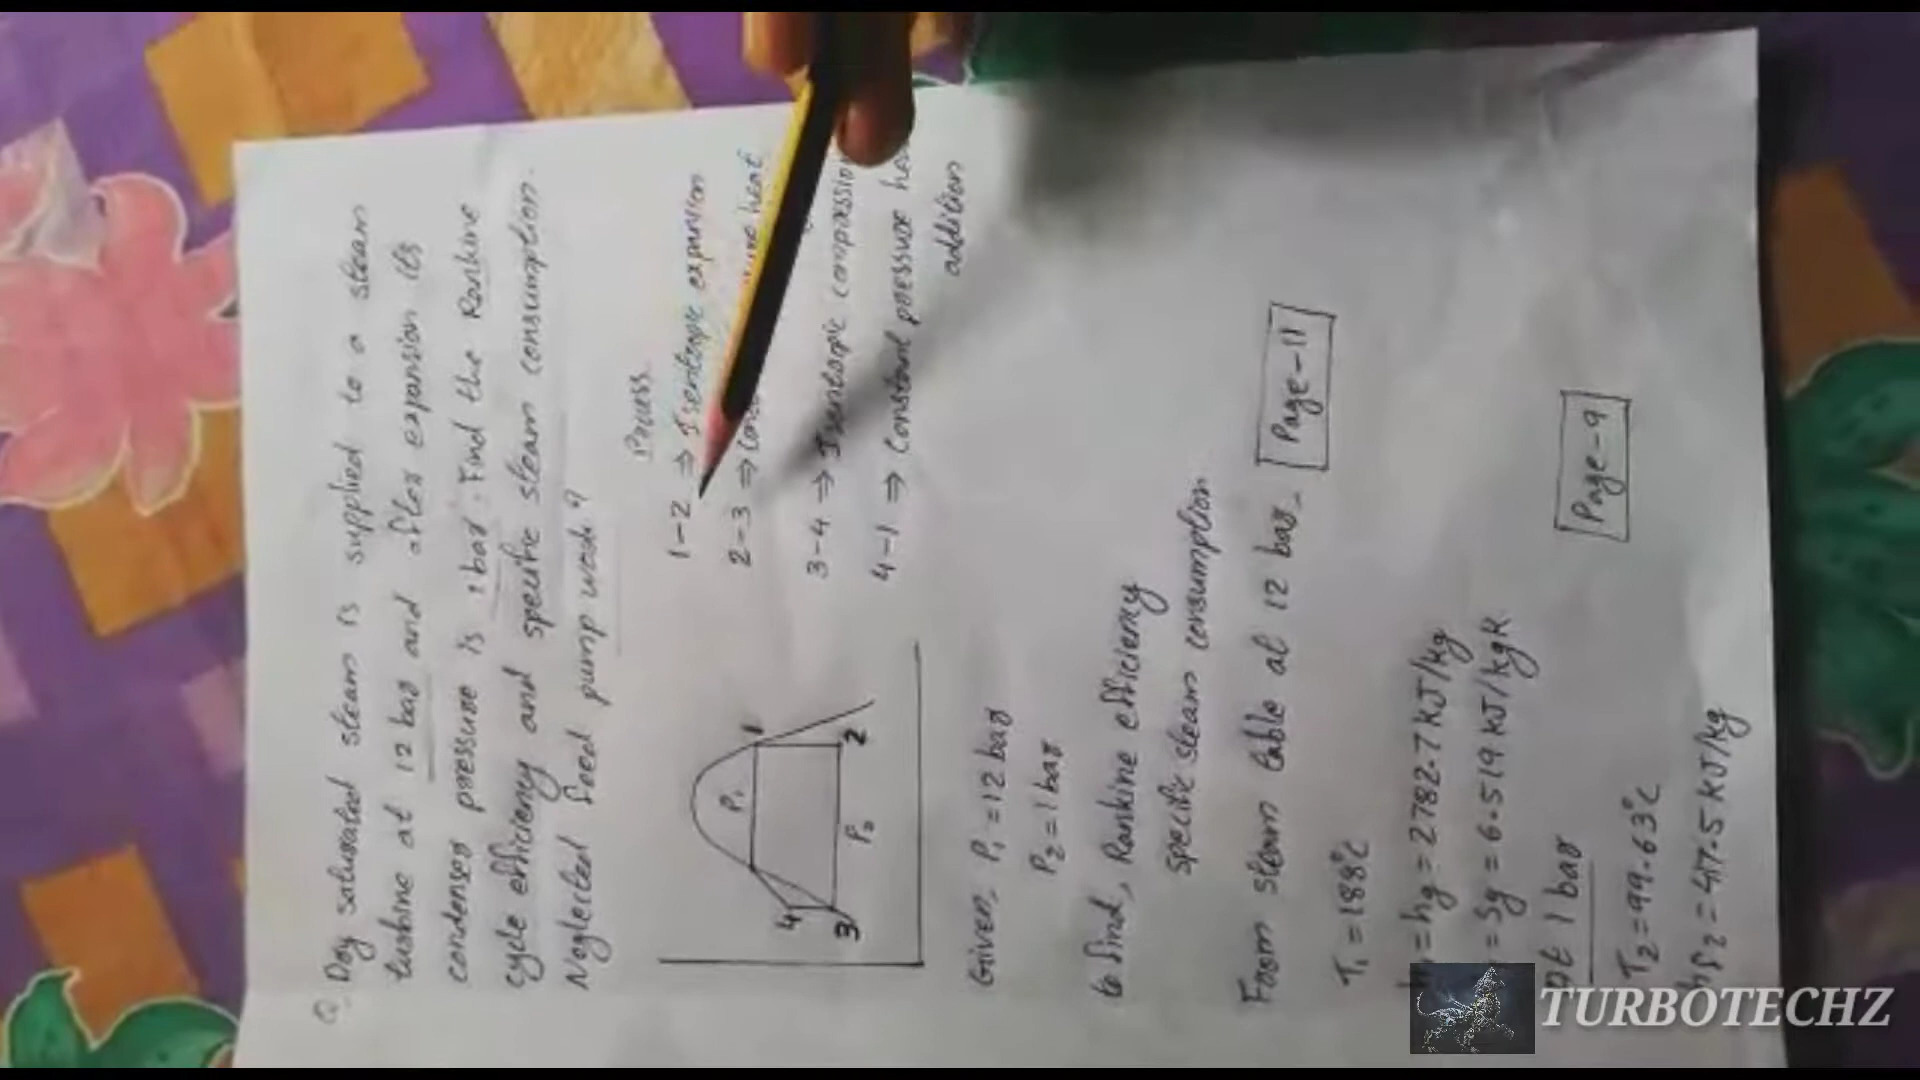 Q. Dry saturated steam is supplied to a steam
turbine at 12 bar and after expansion its
condenser pressure is 1 bar. Find the Rankine
cycle efficiency and specific steam consumption.
Neglected feed pump work?
Process
1-2 ⇒ Isentropic expansion
2-3 ⇒ heat
3-4 ⇒ Isentropic compression
4-1 ⇒ Constant pressure
addition
P₁
1
2
P₂
3
4
Given, P₁ = 12 bar
P₂ = 1 bar
to find, Rankine efficiency
specific steam consumption
From steam table at 12 bar. Page-11
T₁ = 188°C
= hg = 2782.7 KJ/kg
= Sg = 6.519 KJ/kgK
At 1 bar
Page-9
T₂ = 99.63°C
hf₂ = 417.5 KJ/kg
TURBOTECHZ